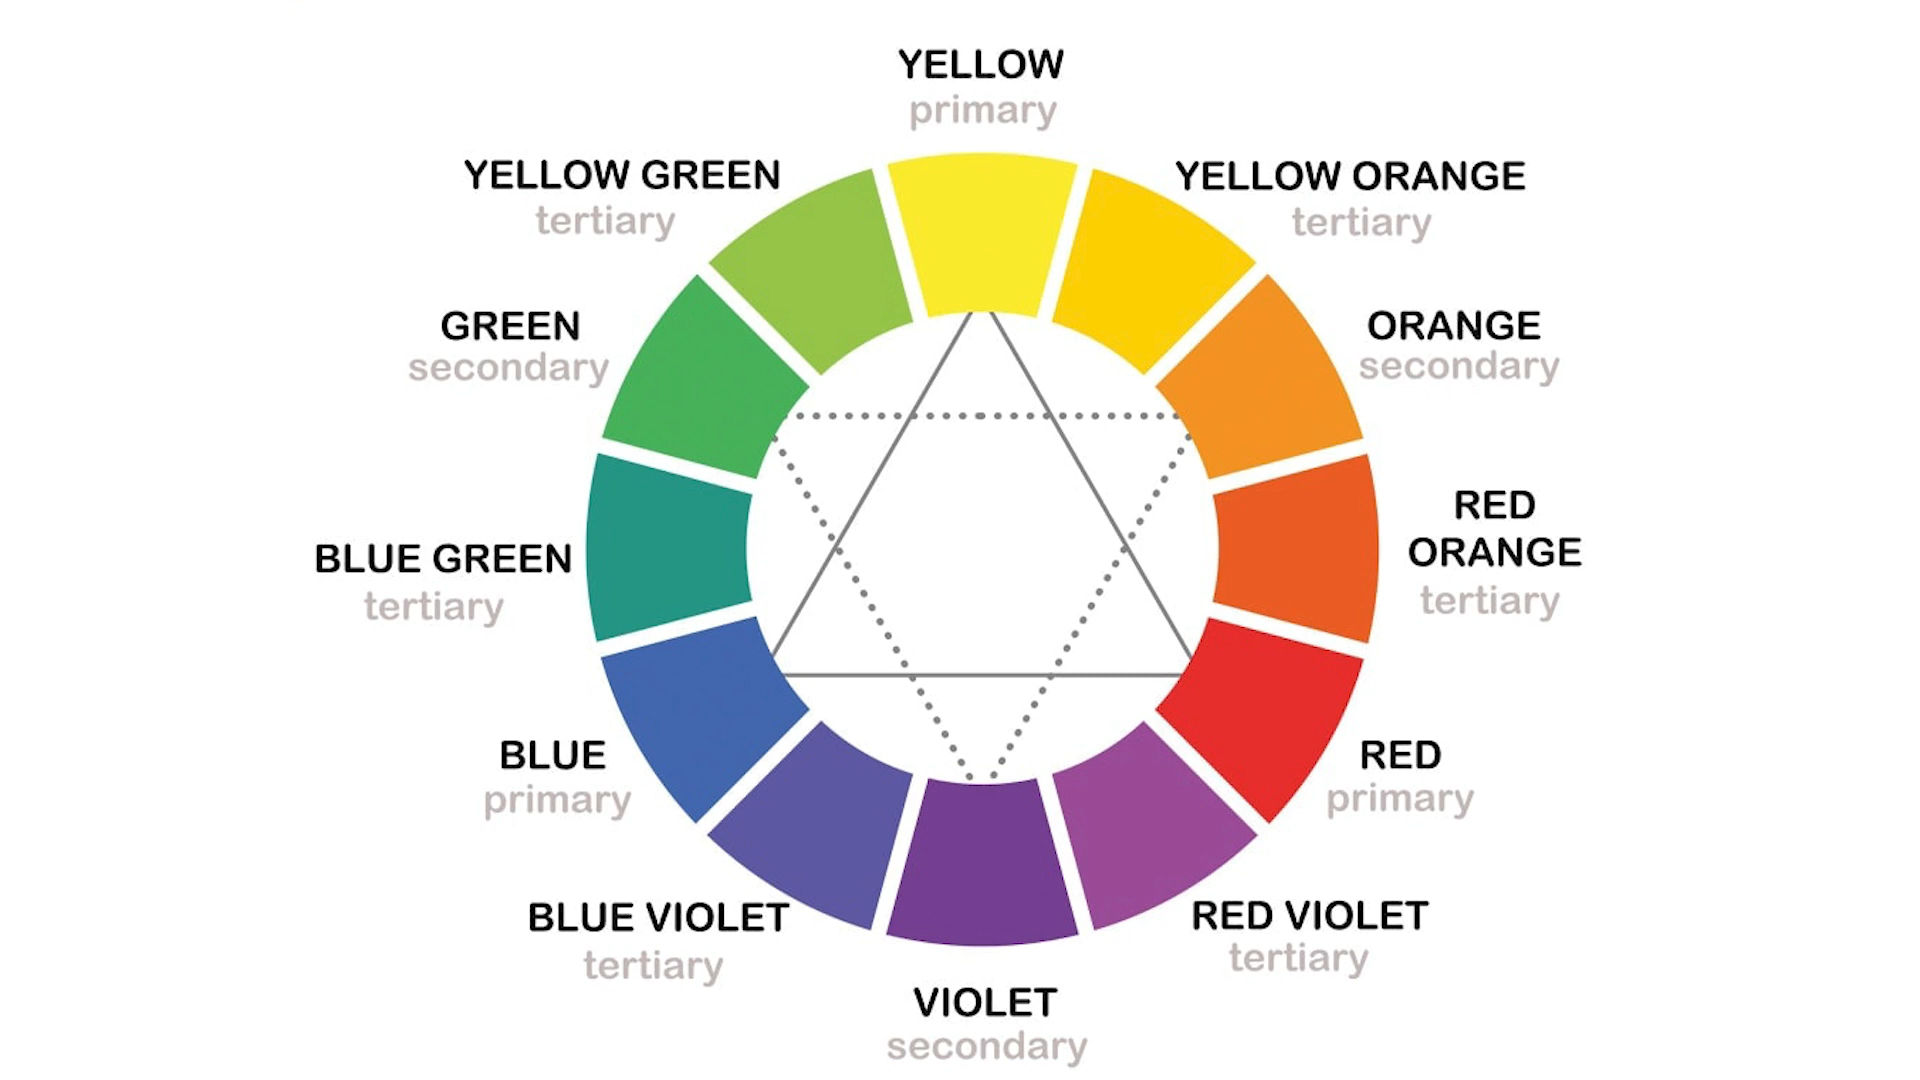 YELLOW
primary
YELLOW GREEN
tertiary
YELLOW ORANGE
tertiary
GREEN
secondary
ORANGE
secondary
RED
ORANGE
tertiary
BLUE GREEN
tertiary
BLUE
primary
RED
primary
BLUE VIOLET
tertiary
RED VIOLET
tertiary
VIOLET
secondary